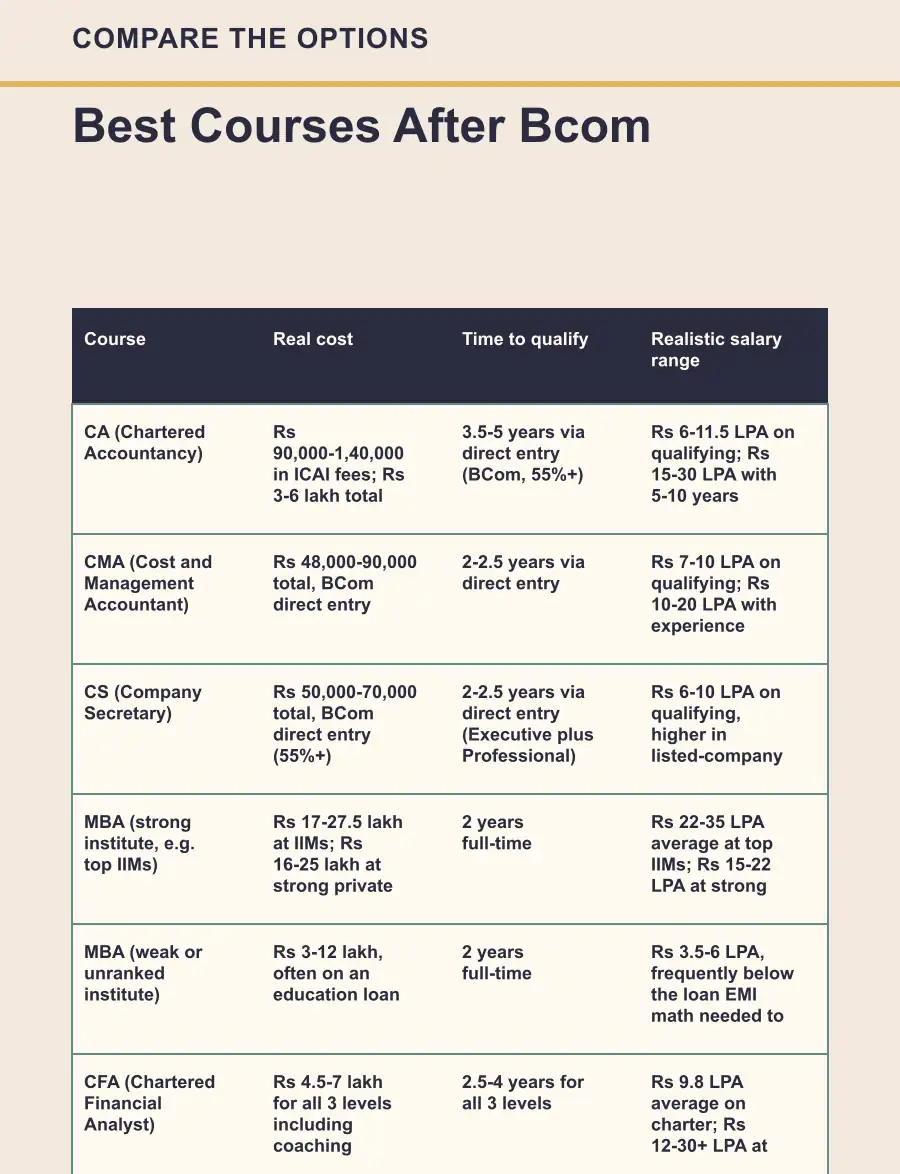 COMPARE THE OPTIONS
Best Courses After Bcom
Course
Real cost
Time to qualify
Realistic salary
range
CA (Chartered
Accountancy)
Rs
90,000-1,40,000
in ICAI fees; Rs
3-6 lakh total
3.5-5 years via
direct entry
(BCom, 55%+)
Rs 6-11.5 LPA on
qualifying; Rs
15-30 LPA with
5-10 years
CMA (Cost and
Management
Accountant)
Rs 48,000-90,000
total, BCom
direct entry
2-2.5 years via
direct entry
Rs 7-10 LPA on
qualifying; Rs
10-20 LPA with
experience
CS (Company
Secretary)
Rs 50,000-70,000
total, BCom
direct entry
(55%+)
2-2.5 years via
direct entry
(Executive plus
Professional)
Rs 6-10 LPA on
qualifying,
higher in
listed-company
MBA (strong
institute, e.g.
top IIMs)
Rs 17-27.5 lakh
at IIMs; Rs
16-25 lakh at
strong private
2 years
full-time
Rs 22-35 LPA
average at top
IIMs; Rs 15-22
LPA at strong
MBA (weak or
unranked
institute)
Rs 3-12 lakh,
often on an
education loan
2 years
full-time
Rs 3.5-6 LPA,
frequently below
the loan EMI
math needed to
CFA (Chartered
Financial
Analyst)
Rs 4.5-7 lakh
for all 3 levels
including
coaching
2.5-4 years for
all 3 levels
Rs 9.8 LPA
average on
charter; Rs
12-30+ LPA at